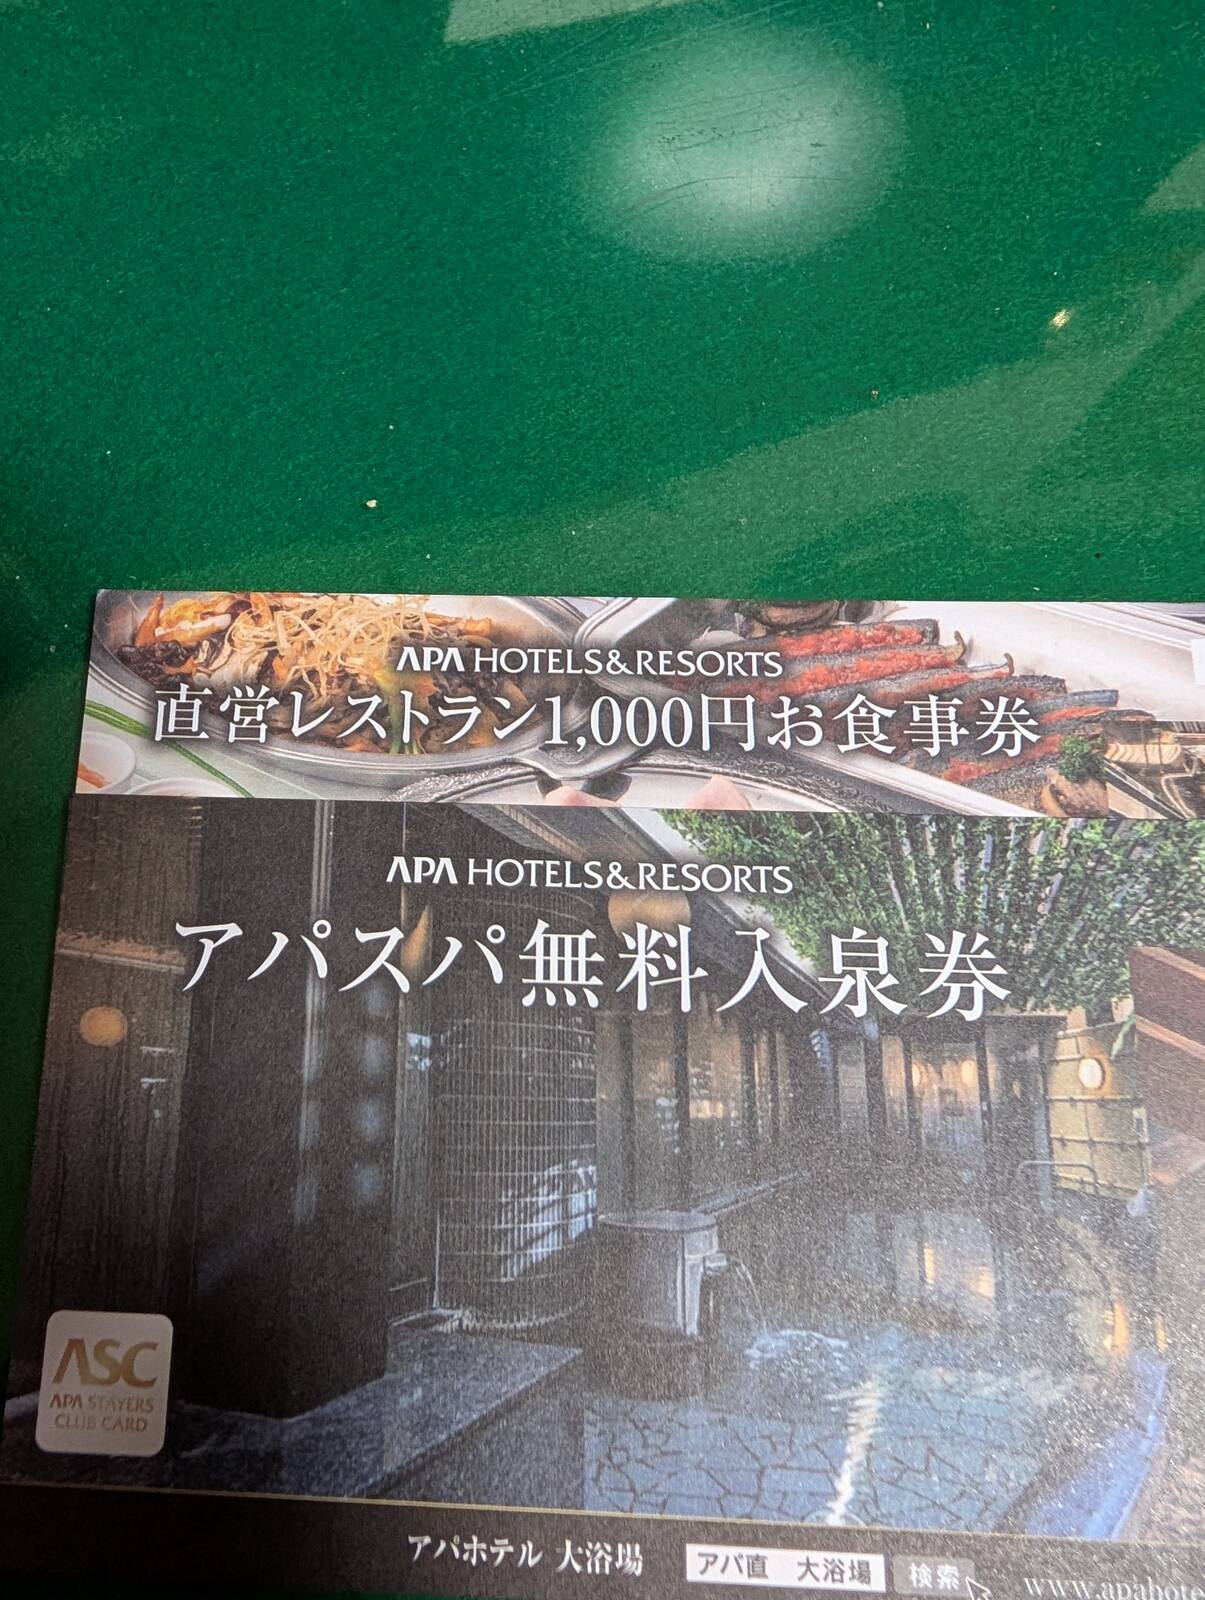 APA HOTELS&RESORTS
直営レストラン1,000円お食事券
APA HOTELS&RESORTS
アパスパ無料入泉券
ASC
APA STAYERS
CLUB CARD
アパホテル 大浴場 アパ直 大浴場 検索 www.apahote